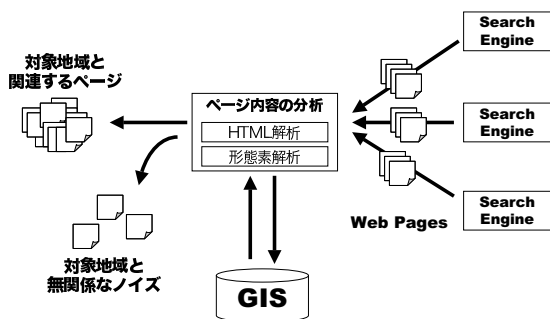 対象地域と
関連するページ
ページ内容の分析
HTML解析
形態素解析
Search
Engine
Search
Engine
Search
Engine
Web Pages
対象地域と
無関係なノイズ
GIS